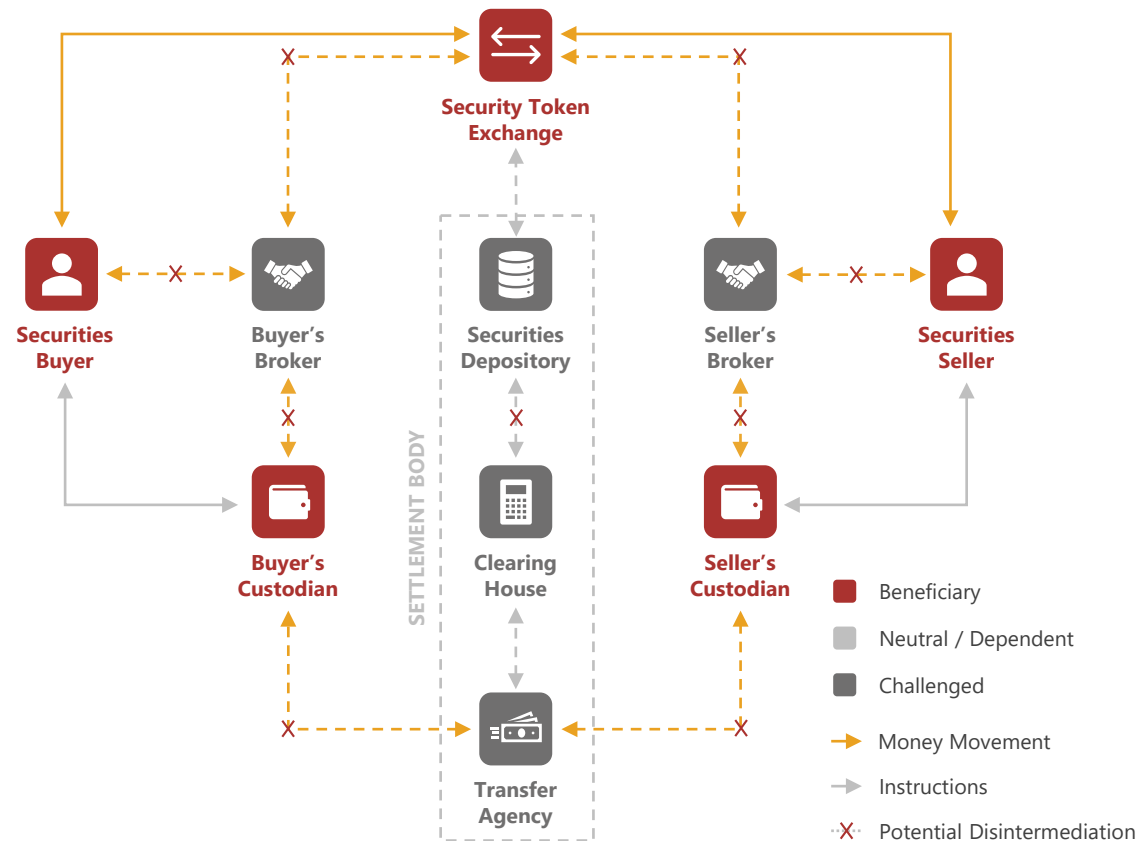 Security Token
Exchange
Securities
Buyer
Buyer's
Broker
Securities
Depository
Seller's
Broker
Securities
Seller
SETTLEMENT BODY
Buyer's
Custodian
Clearing
House
Seller's
Custodian
Transfer
Agency
Beneficiary
Neutral / Dependent
Challenged
Money Movement
Instructions
Potential Disintermediation